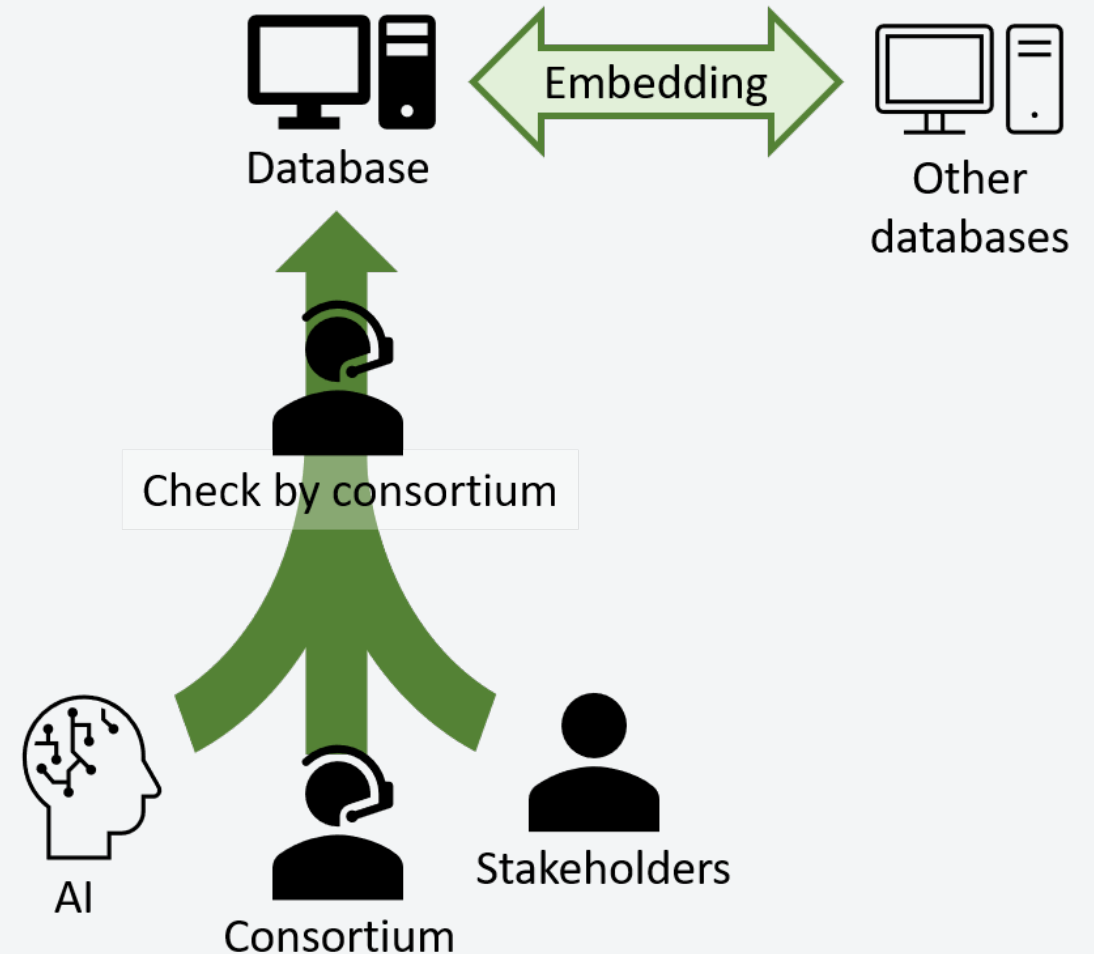 Embedding
Database
Other
databases
Check by consortium
AI
Stakeholders
Consortium